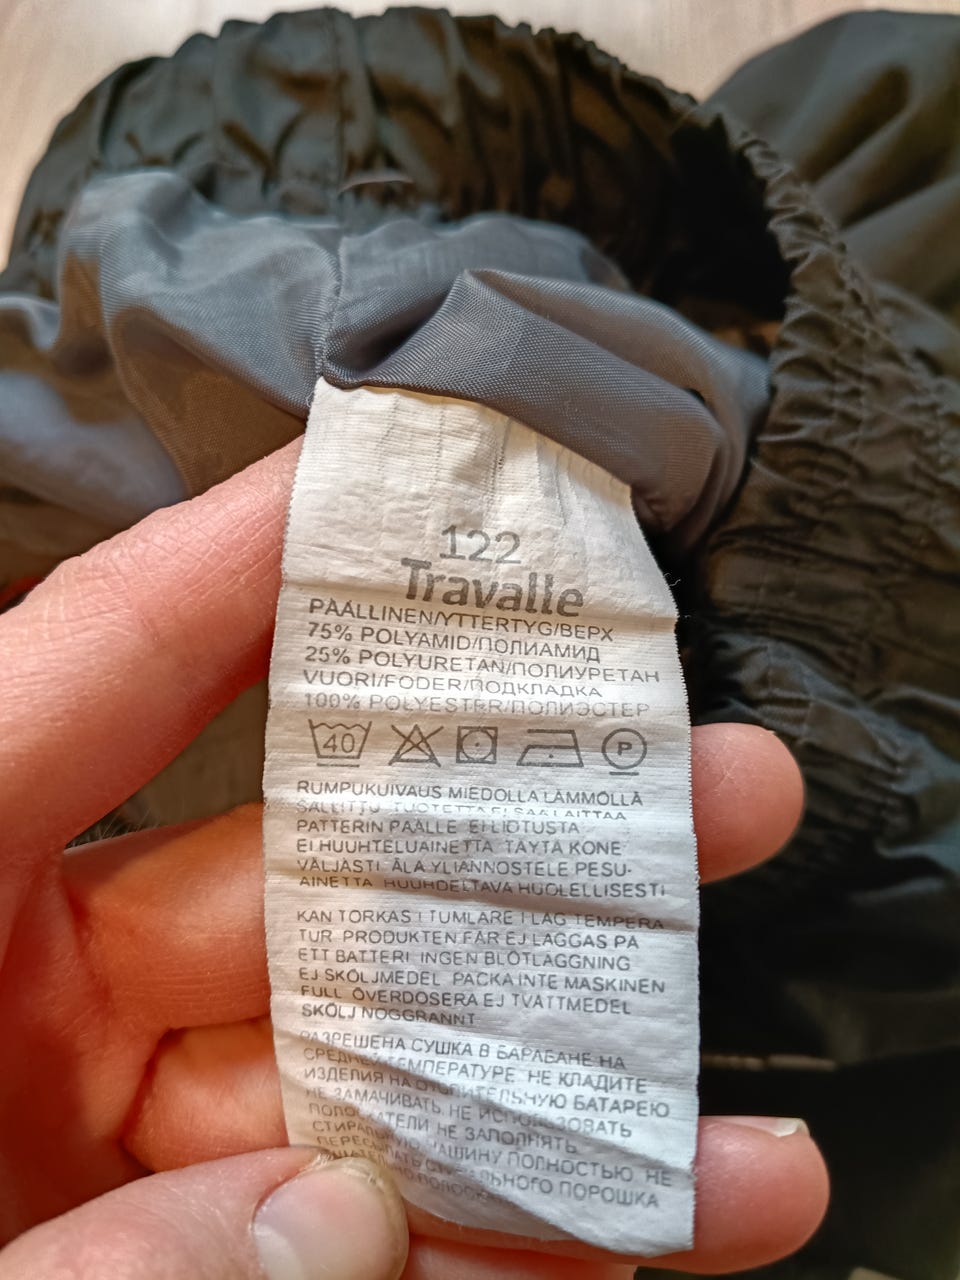 122
Travalle
PÄÄLLINEN/YTTERTYG/ВЕРХ
75% POLYAMID/ПОЛИАМИД
25% POLYURETAN/ПОЛИУРЕТАН
VUORI/FODER/ПОДКЛАДКА
100% POLYESTER/ПОЛИЭСТЕР
40 P
RUMPUKUIVAUS MIEDOLLA LÄMMÖLLÄ
SALLITTU TUOTETTA EI SAA LAITTAA
PATTERIN PÄÄLLE EI LIOTUSTA
EI HUUHTELUAINETTA TÄYTÄ KONE
VÄLJÄSTI ÄLÄ YLIANNOSTELE PESU-
AINETTA HUUHDELTAVA HUOLELLISESTI
KAN TORKAS I TUMLARE I LÅG TEMPERA
TUR PRODUKTEN FÅR EJ LÄGGAS PÅ
ETT BATTERI INGEN BLÖTLÄGGNING
EJ SKÖLJMEDEL PACKA INTE MASKINEN
FULL ÖVERDOSERA EJ TVÄTTMEDEL
SKÖLJ NOGGRANNT
РАЗРЕШЕНА СУШКА В БАРАБАНЕ НА
СРЕДНЕЙ ТЕМПЕРАТУРЕ НЕ КЛАДИТЕ
ИЗДЕЛИЯ НА ОТОПИТЕЛЬНУЮ БАТАРЕЮ
НЕ ЗАМАЧИВАТЬ НЕ ИСПОЛЬЗОВАТЬ
ПОЛОСКАТЕЛИ НЕ ЗАПОЛНЯТЬ
СТИРАЛЬНУЮ МАШИНУ ПОЛНОСТЬЮ НЕ
ПОРОШКА